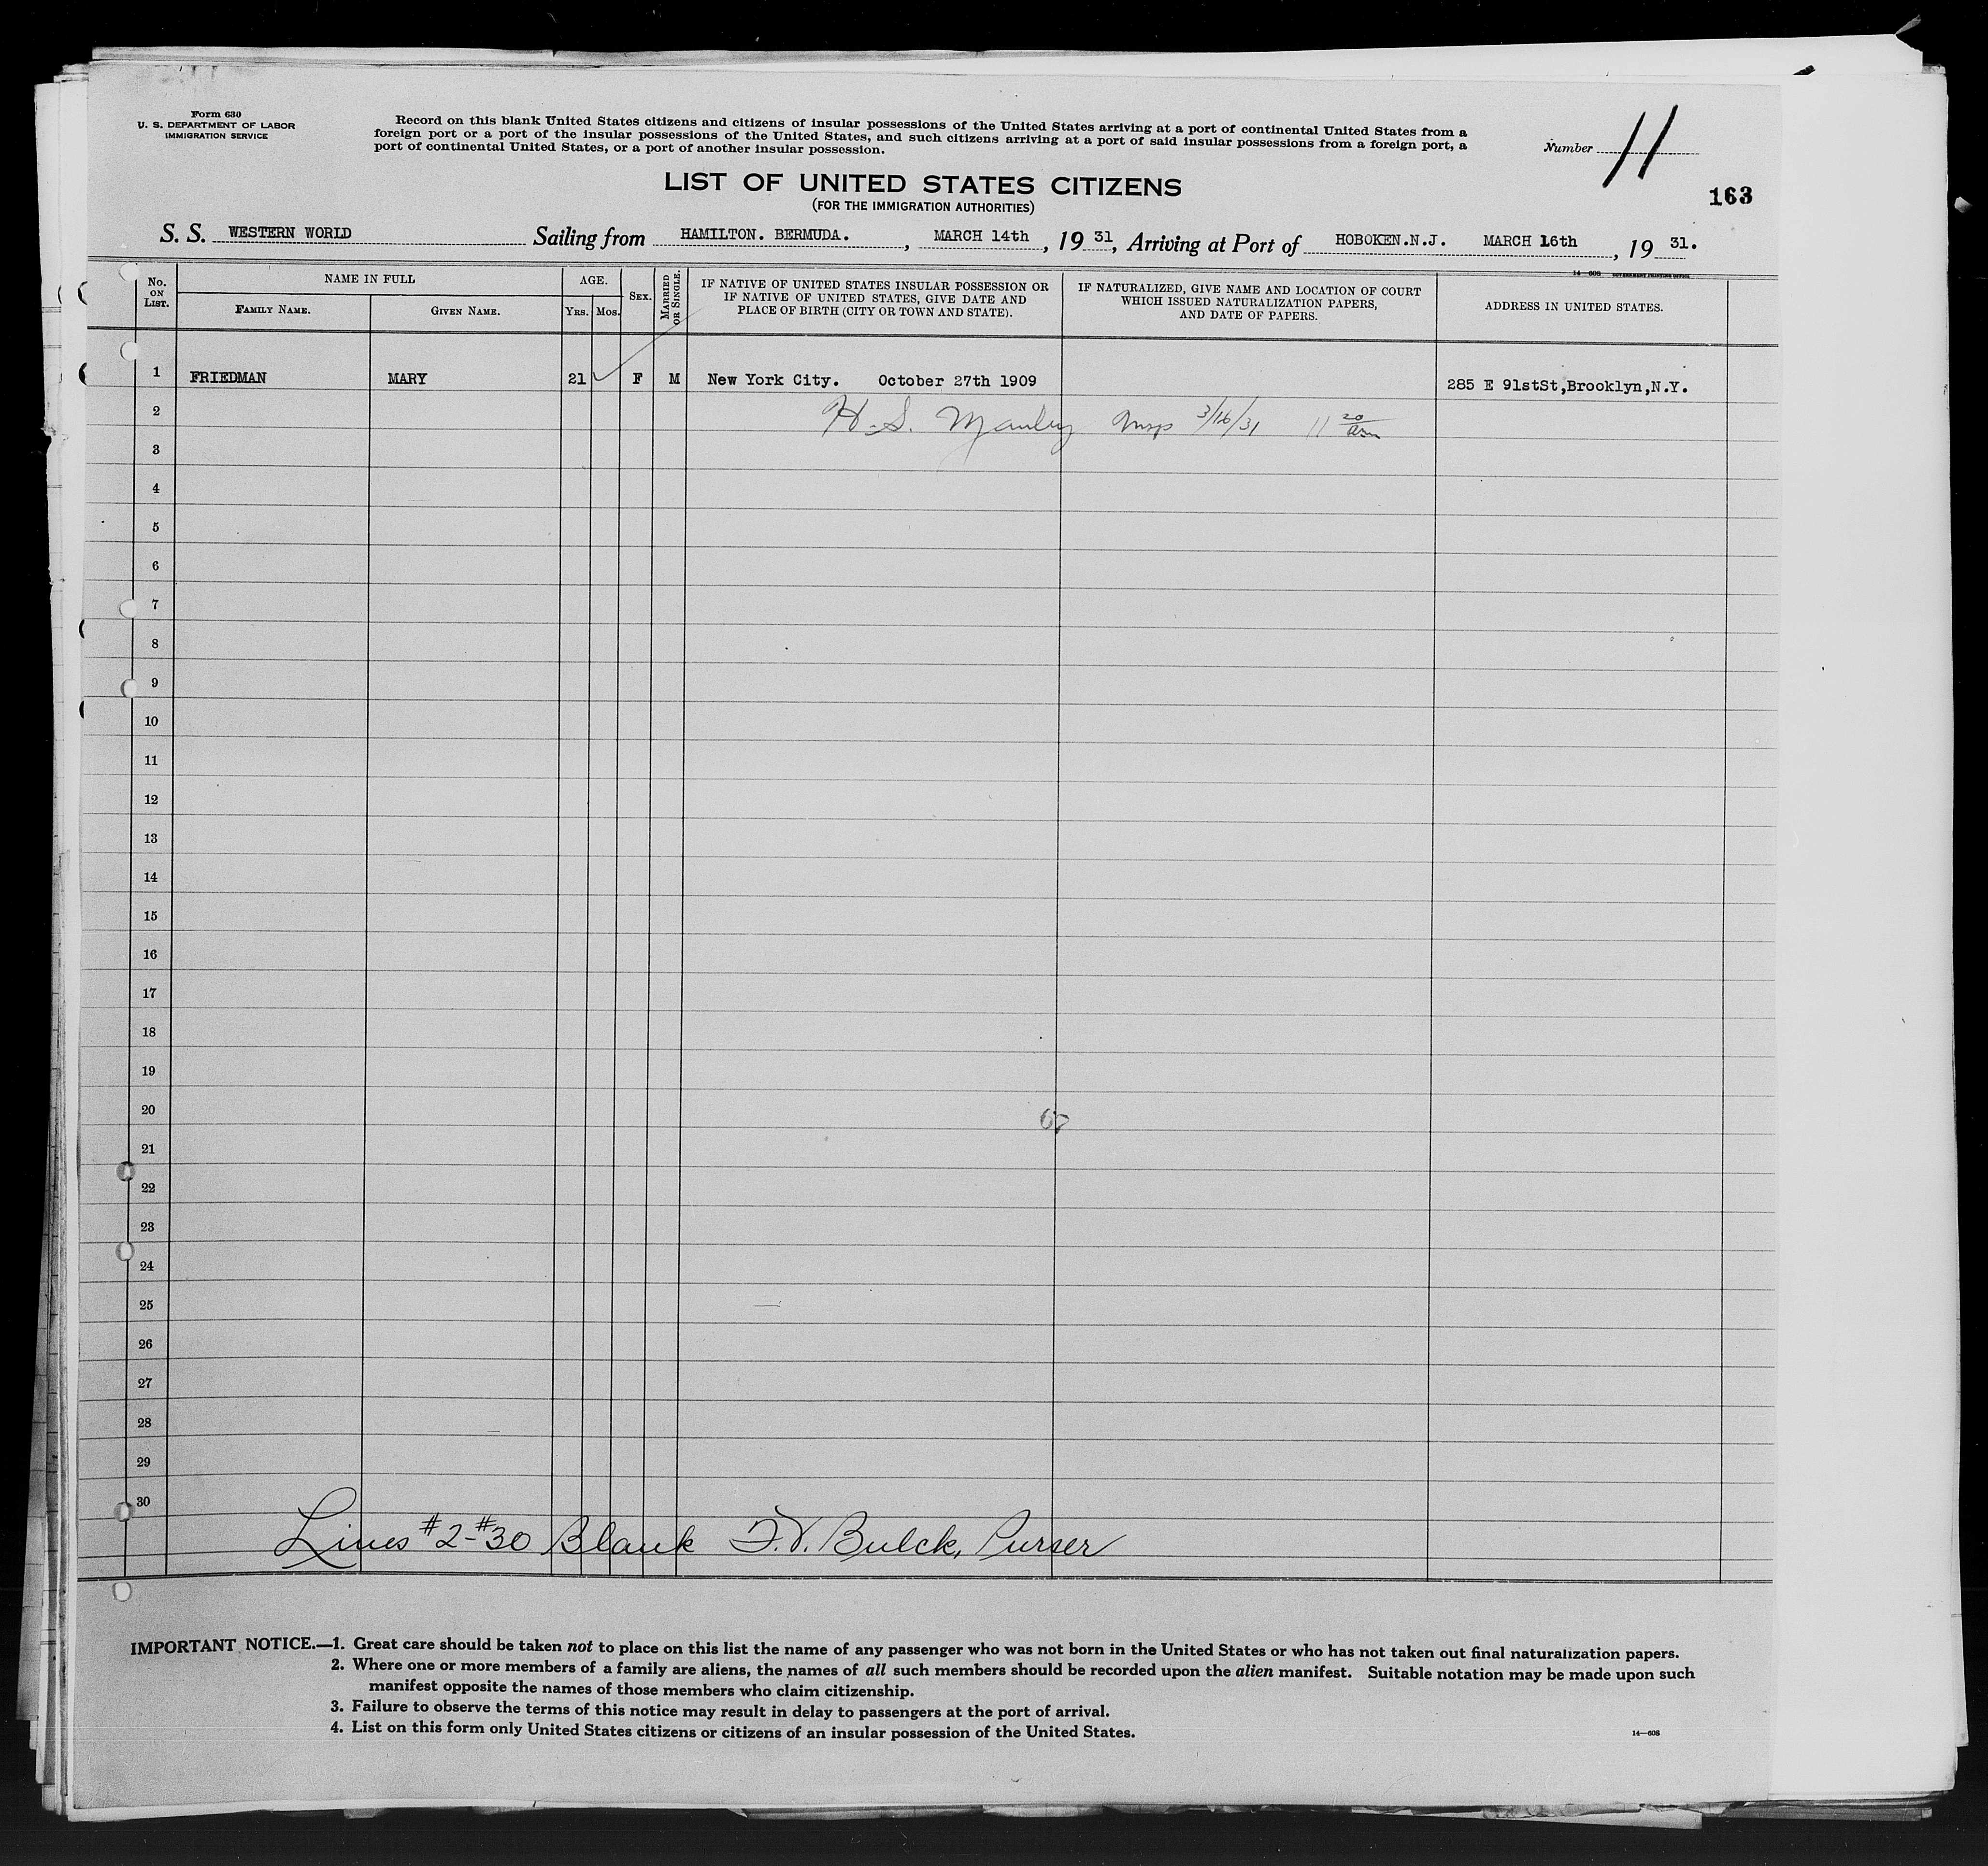 Form 630
U. S. DEPARTMENT OF LABOR
IMMIGRATION SERVICE
Record on this blank United States citizens and citizens of insular possessions of the United States arriving at a port of continental United States from a
foreign port or a port of the insular possessions of the United States, and such citizens arriving at a port of said insular possessions from a foreign port, a
port of continental United States, or a port of another insular possession.
Number 11
LIST OF UNITED STATES CITIZENS
(FOR THE IMMIGRATION AUTHORITIES)
163
S. S. WESTERN WORLD Sailing from HAMILTON. BERMUDA. , MARCH 14th , 19 31, Arriving at Port of HOBOKEN.N.J. MARCH 16th , 19 31.
14—608 GOVERNMENT PRINTING OFFICE
No. ON LIST.
NAME IN FULL
FAMILY NAME.
GIVEN NAME.
AGE.
YRS.
MOS.
SEX.
MARRIED OR SINGLE.
IF NATIVE OF UNITED STATES INSULAR POSSESSION OR
IF NATIVE OF UNITED STATES, GIVE DATE AND
PLACE OF BIRTH (CITY OR TOWN AND STATE).
IF NATURALIZED, GIVE NAME AND LOCATION OF COURT
WHICH ISSUED NATURALIZATION PAPERS,
AND DATE OF PAPERS.
ADDRESS IN UNITED STATES.
1 FRIEDMAN MARY 21 F M New York City. October 27th 1909 285 E 91stSt,Brooklyn,N.Y.
2 H. S. Manley Insp 3/16/31 11 20 am
3
4
5
6
7
8
9
10
11
12
13
14
15
16
17
18
19
20
21
22
23
24
25
26
27
28
29
30
Lines #2-#30 Blank F.V. Bulck, Purser
IMPORTANT NOTICE.—1. Great care should be taken not to place on this list the name of any passenger who was not born in the United States or who has not taken out final naturalization papers.
2. Where one or more members of a family are aliens, the names of all such members should be recorded upon the alien manifest. Suitable notation may be made upon such
manifest opposite the names of those members who claim citizenship.
3. Failure to observe the terms of this notice may result in delay to passengers at the port of arrival.
4. List on this form only United States citizens or citizens of an insular possession of the United States.
14—608